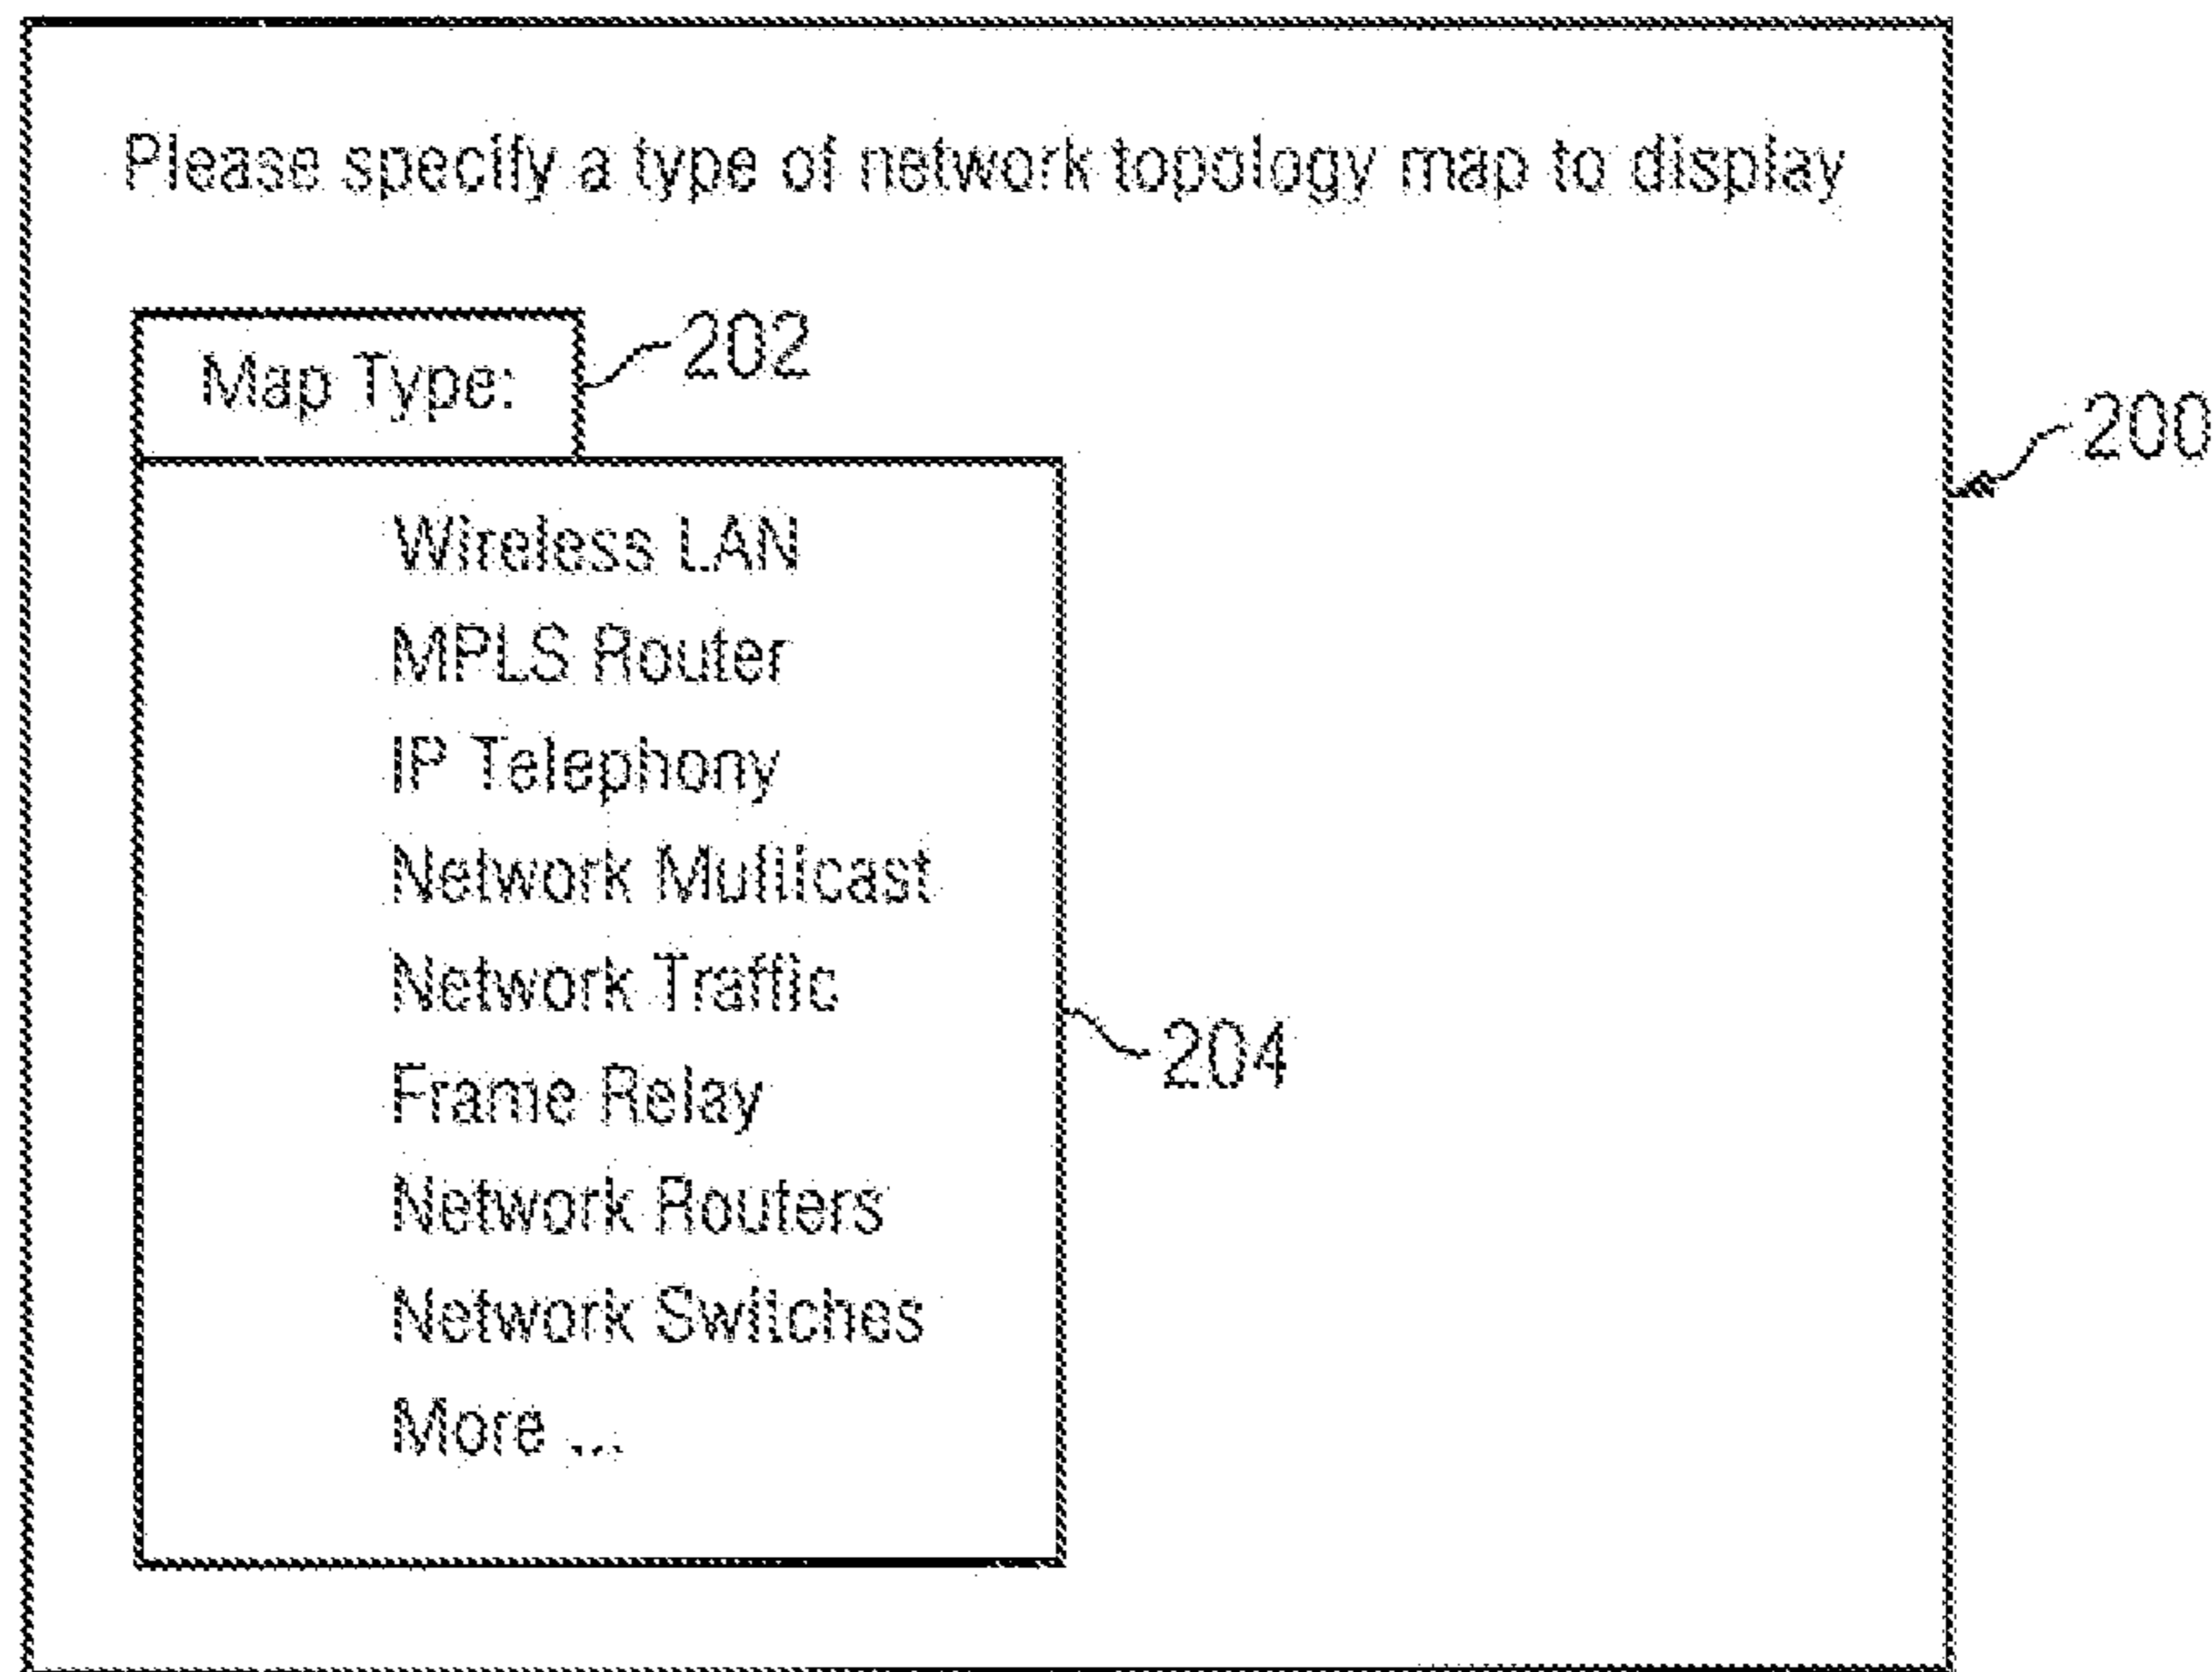 Please specify a type of network topology map to display
Map Type:
202
200
Wireless LAN
MPLS Router
IP Telephony
Network Multicast
Network Traffic
204
Frame Relay
Network Routers
Network Switches
More ...